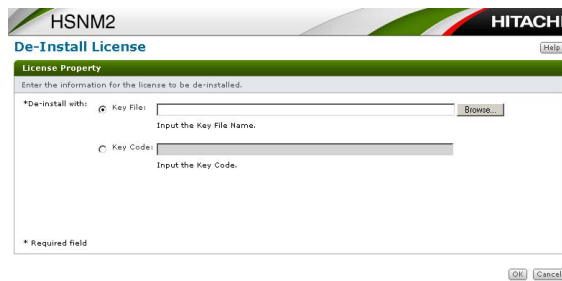 HSNM2
HITACHI
De-Install License
Help
License Property
Enter the information for the license to be de-installed.
*De-install with:
Key File:
Browse...
Input the Key File Name.
Key Code:
Input the Key Code.
* Required field
OK
Cancel